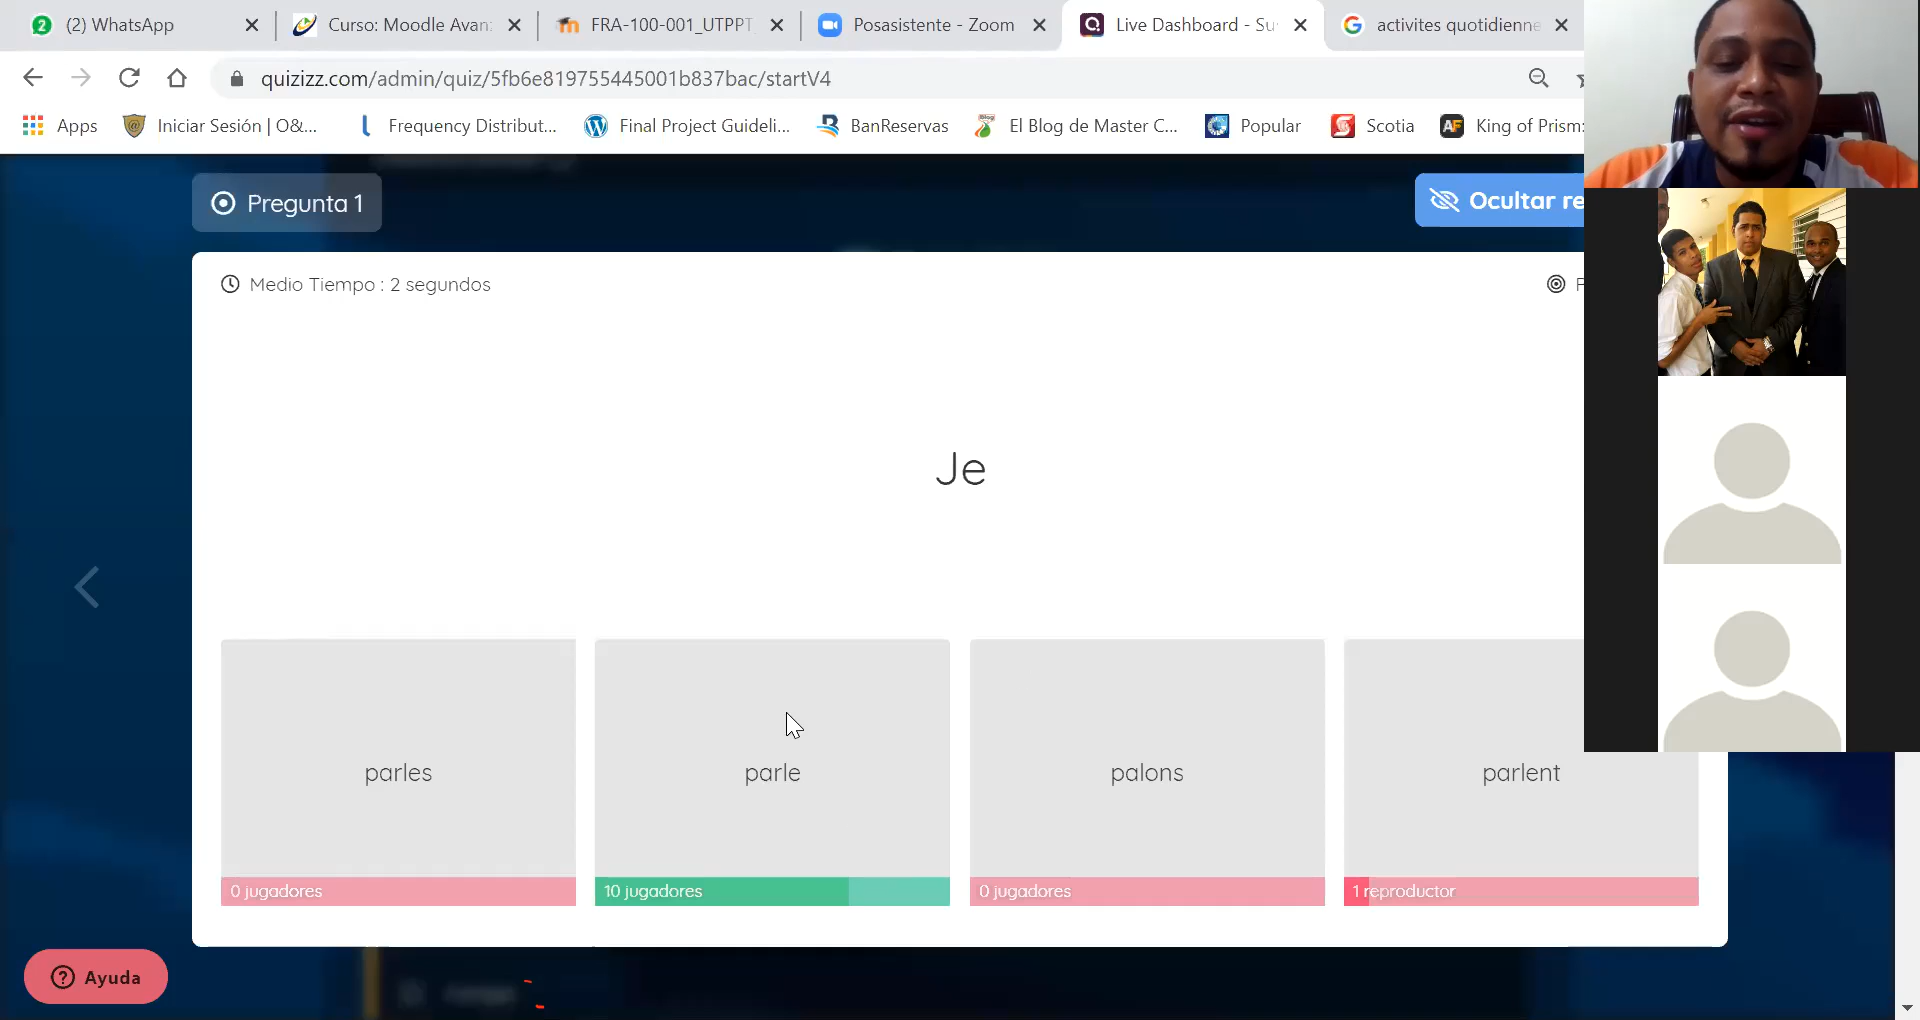 (2) WhatsApp
Curso: Moodle Avan
FRA-100-001_UTPPT
Posasistente - Zoom
Live Dashboard - Su
activites quotidienne
quizizz.com/admin/quiz/5fb6e819755445001b837bac/startV4
Apps
Iniciar Sesión | O&...
Frequency Distribut...
Final Project Guideli...
BanReservas
El Blog de Master C...
Popular
Scotia
King of Prism:
Pregunta 1
Ocultar re
Medio Tiempo : 2 segundos
Je
parles
parle
palons
parlent
0 jugadores
10 jugadores
0 jugadores
1 reproductor
Ayuda